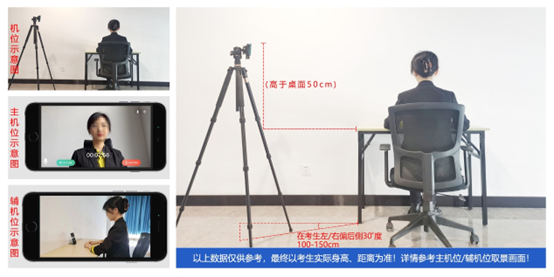 机位示意图
主机位示意图
00:00:56
辅机位示意图
(高于桌面50cm)
在考生左/右偏后侧30°度
100-150cm
以上数据仅供参考，最终以考生实际身高、距离为准！详情参考主机位/辅机位取景画面！